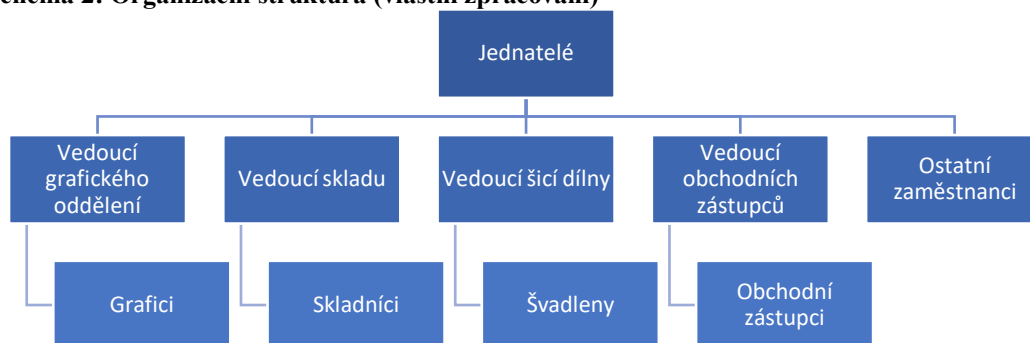 schéma 2: Organizační struktura (vlastní zpracování)
Jednatelé
Vedoucí
grafického
oddělení
Vedoucí skladu
Vedoucí šicí dílny
Vedoucí
obchodních
zástupců
Ostatní
zaměstnanci
Grafici
Skladníci
Švadleny
Obchodní
zástupci